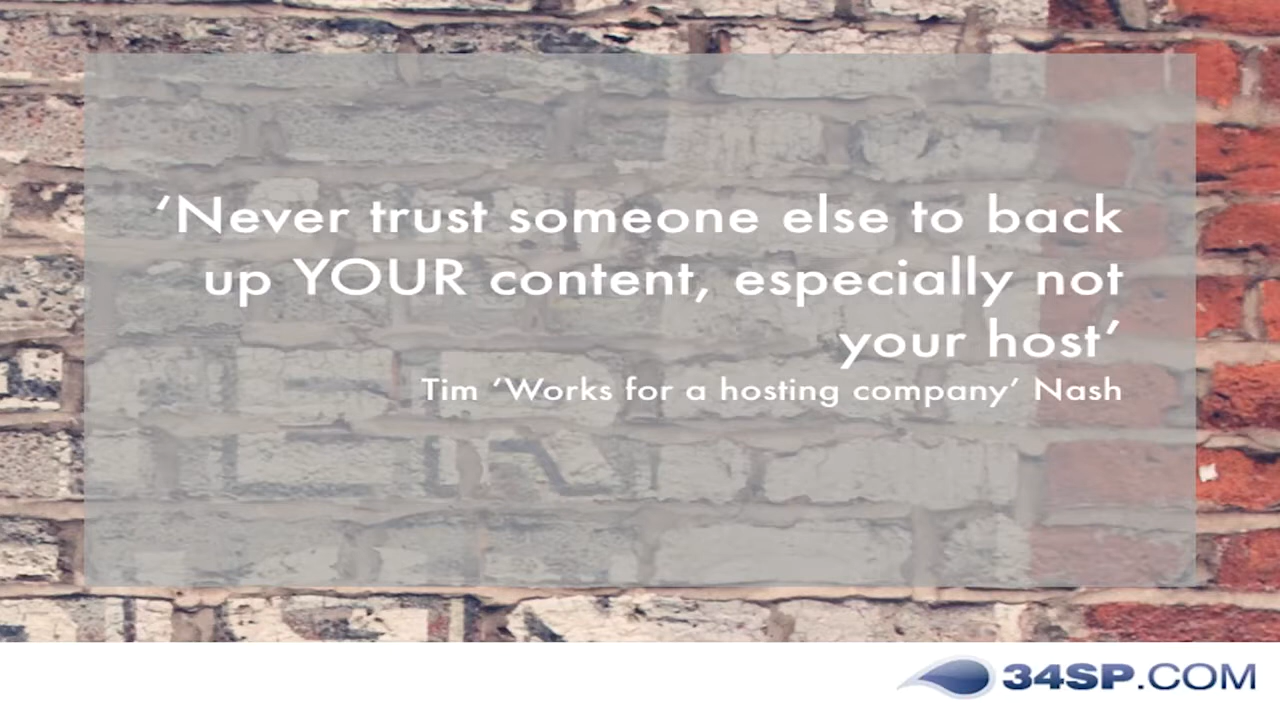 ‘Never trust someone else to back
up YOUR content, especially not
your host’
Tim ‘Works for a hosting company’ Nash
34SP.COM